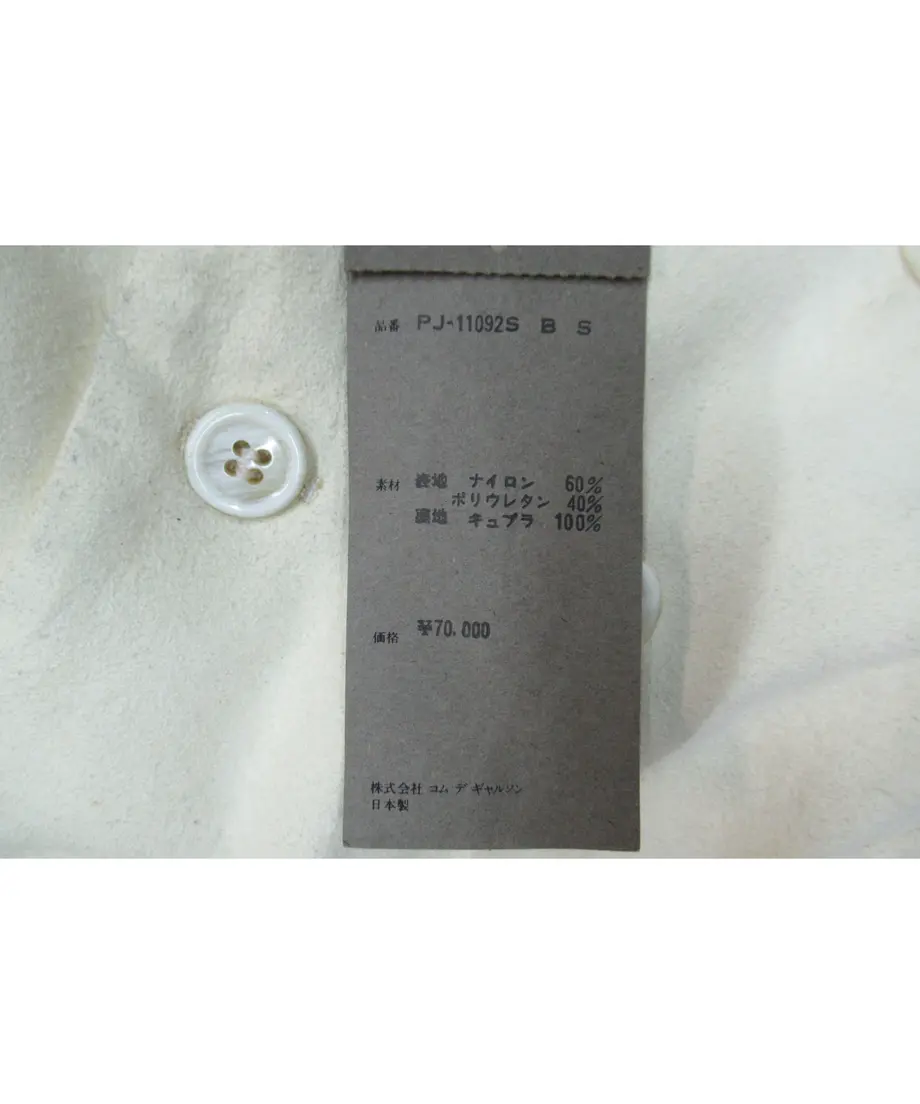 品番 PJ-11092S B S
素材 表地 ナイロン 60%
ポリウレタン 40%
裏地 キュプラ 100%
価格 ¥70.000
株式会社 コム デ ギャルソン
日本製